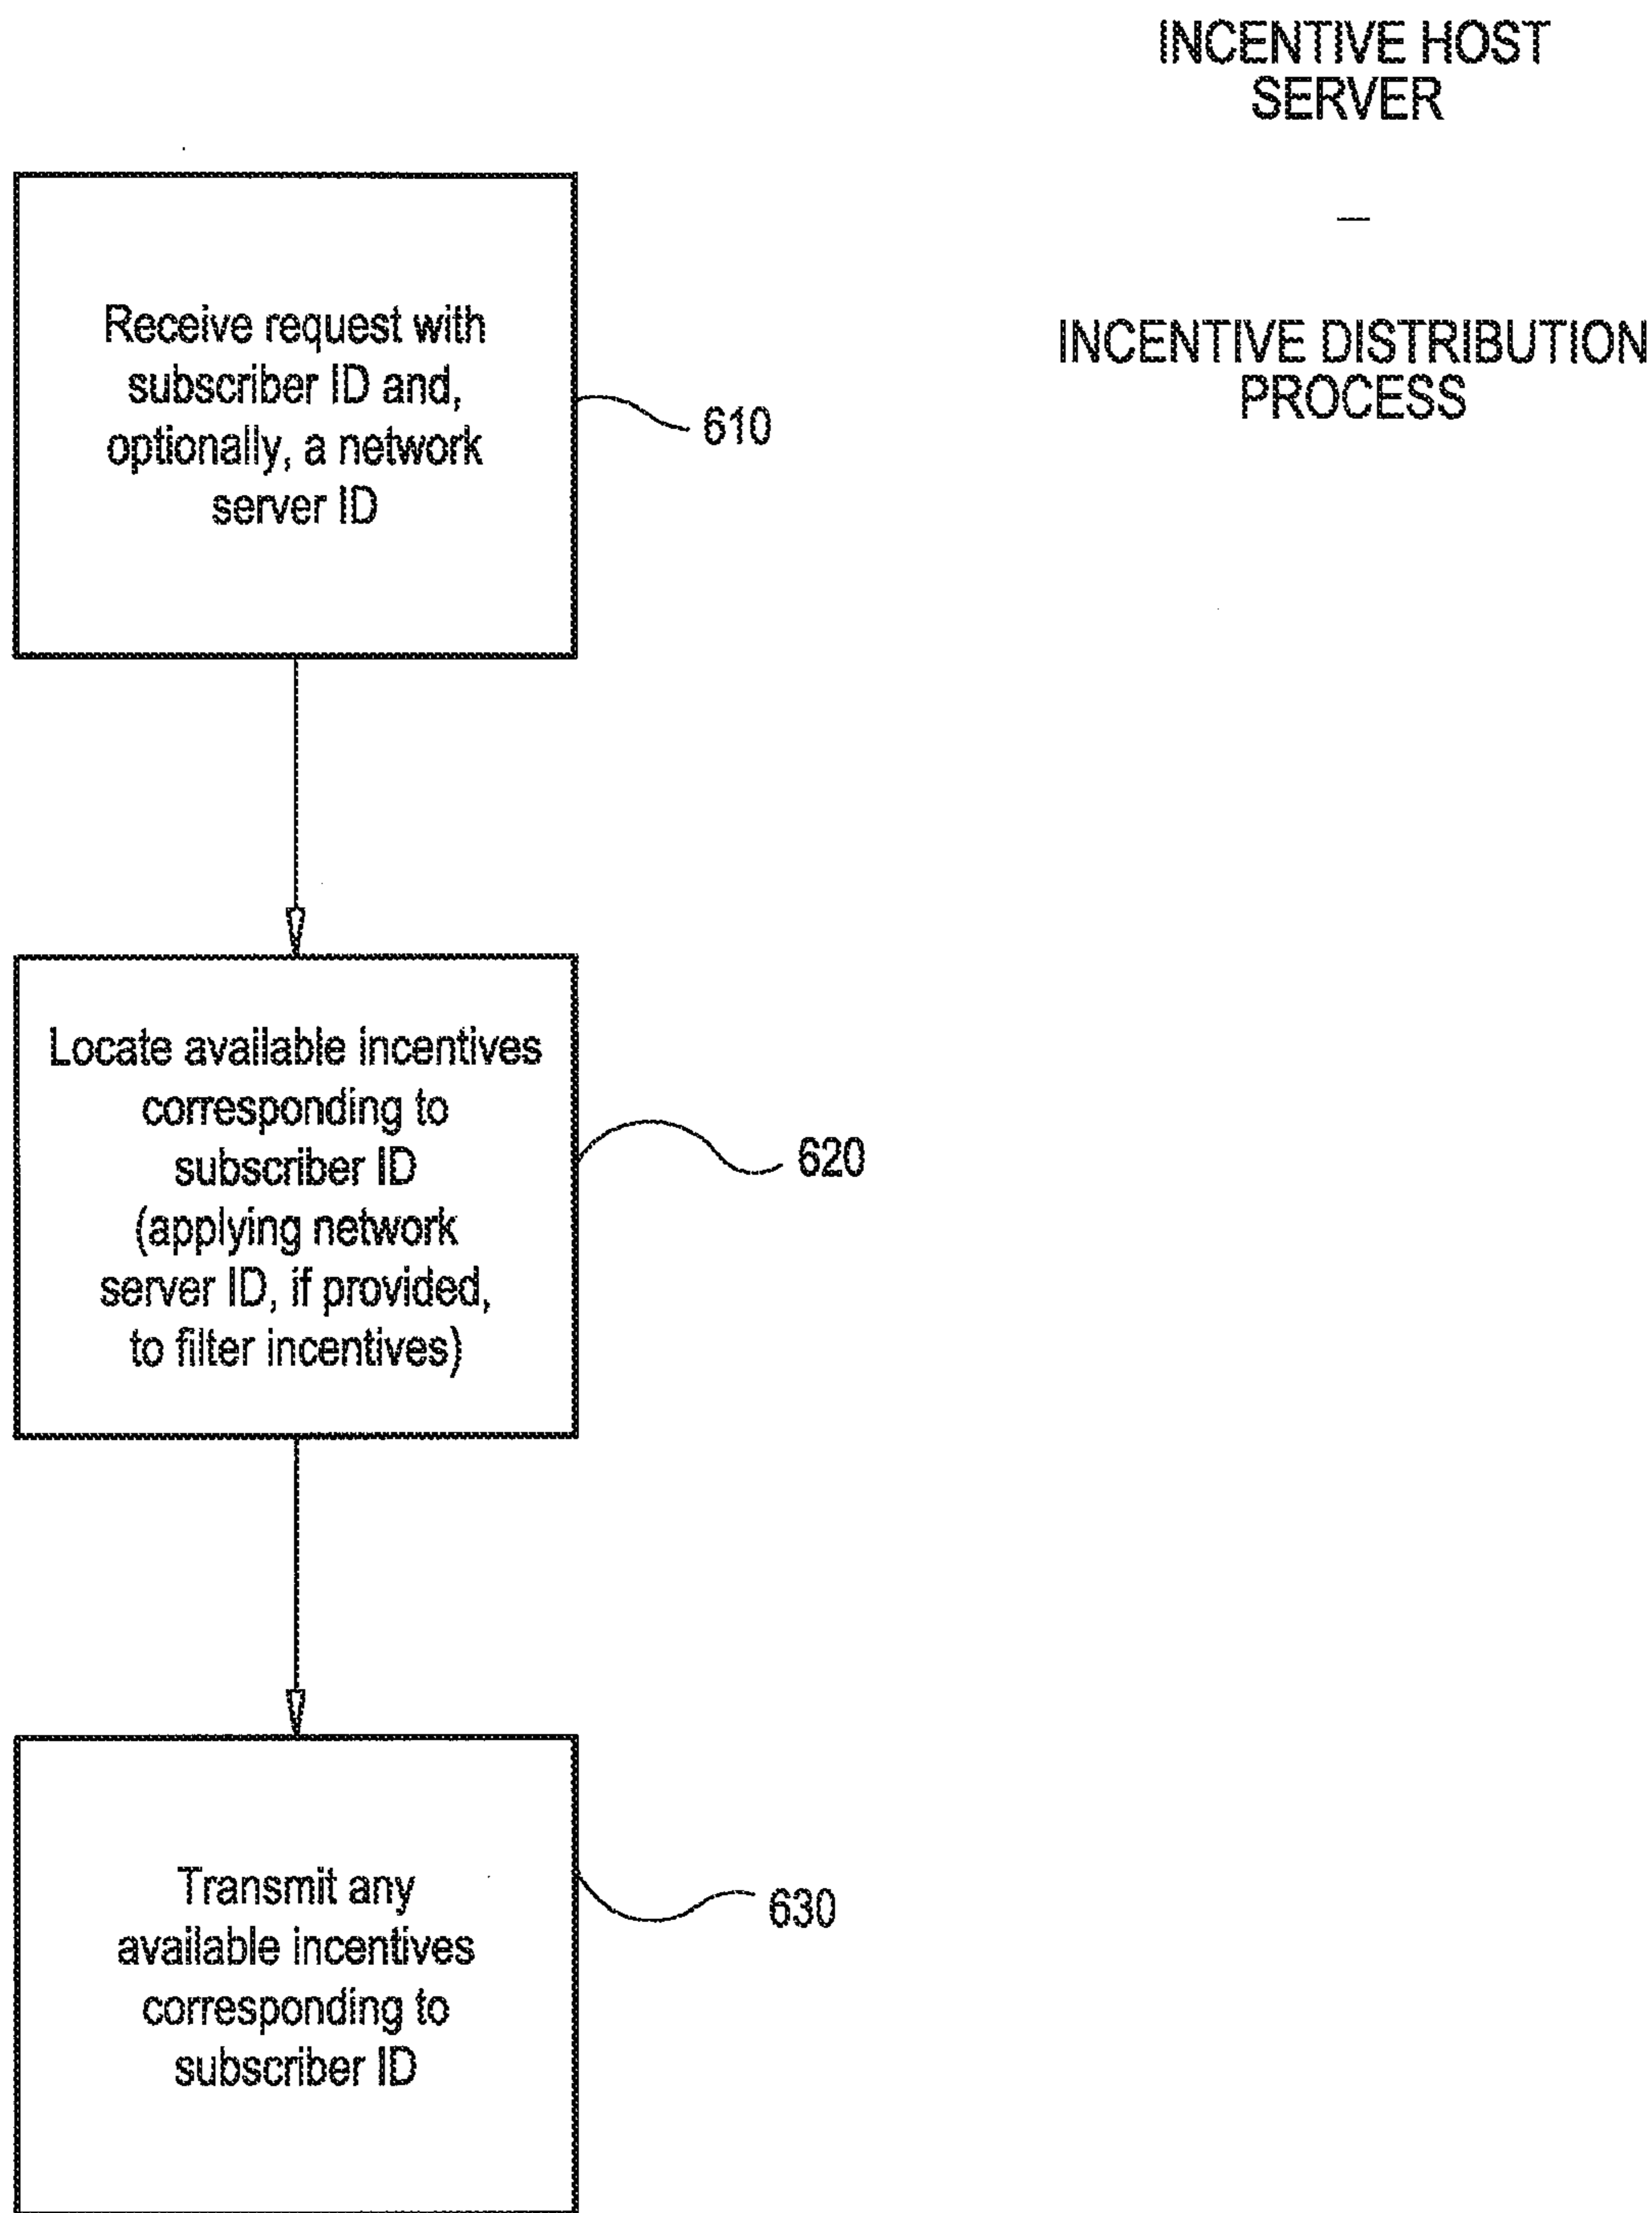 INCENTIVE HOST
SERVER
—
INCENTIVE DISTRIBUTION
PROCESS
Receive request with
subscriber ID and,
optionally, a network
server ID
610
Locate available incentives
corresponding to
subscriber ID
(applying network
server ID, if provided,
to filter incentives)
620
Transmit any
available incentives
corresponding to
subscriber ID
630